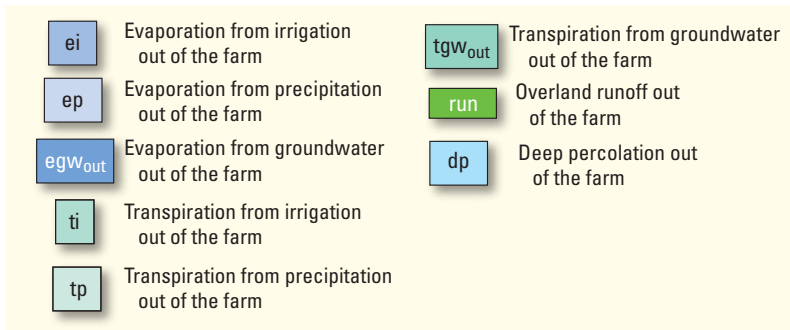 ei
Evaporation from irrigation
out of the farm
ep
Evaporation from precipitation
out of the farm
egwout
Evaporation from groundwater
out of the farm
ti
Transpiration from irrigation
out of the farm
tp
Transpiration from precipitation
out of the farm
tgwout
Transpiration from groundwater
out of the farm
run
Overland runoff out
of the farm
dp
Deep percolation out
of the farm